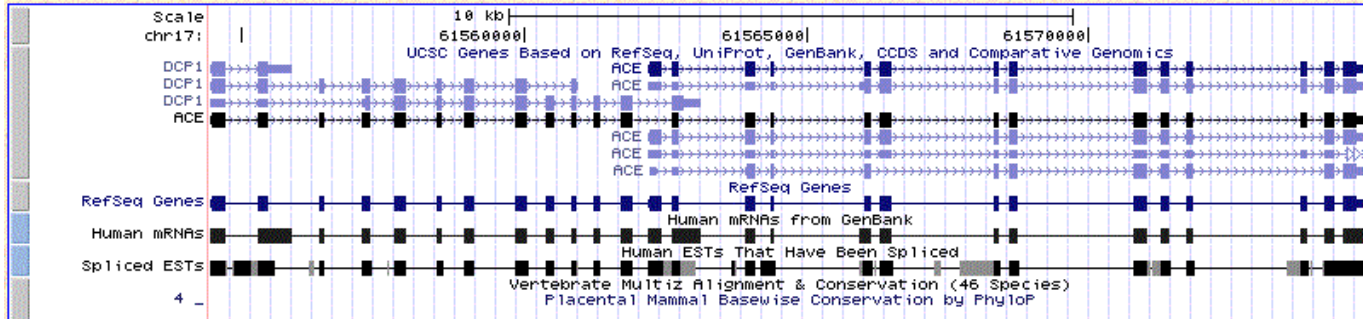 Scale 10 kb
chr17: 61560000 61565000 61570000
UCSC Genes Based on RefSeq, UniProt, GenBank, CCDS and Comparative Genomics
DCP1 ACE
DCP1 ACE
DCP1
ACE
ACE
ACE
ACE
RefSeq Genes
RefSeq Genes
Human mRNAs from GenBank
Human mRNAs
Human ESTs That Have Been Spliced
Spliced ESTs
Vertebrate Multiz Alignment & Conservation (46 Species)
4 _ Placental Mammal Basewise Conservation by PhyloP